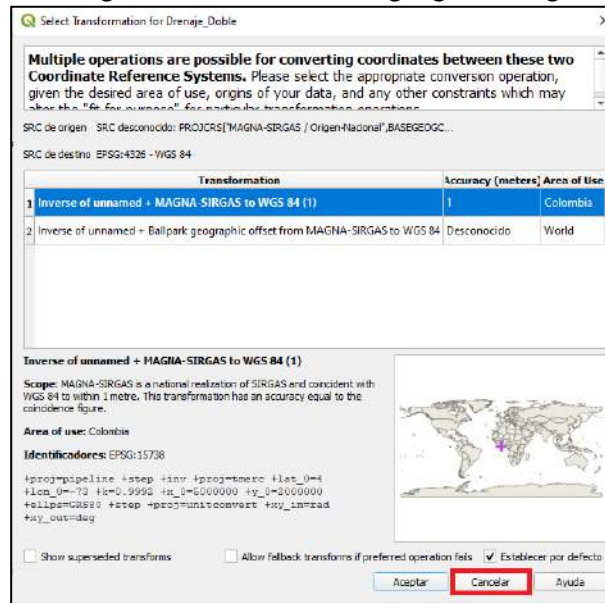 Select Transformation for Drenaje_Doble
Multiple operations are possible for converting coordinates between these two
Coordinate Reference Systems. Please select the appropriate conversion operation,
given the desired area of use, origins of your data, and any other constraints which may
alter the "fit for purpose" for particular transformation operations.
SRC de origen SRC desconocido: PROJCRS["MAGNA-SIRGAS / Origen-Nacional",BASEGEOGC...
SRC de destino EPSG:4326 - WGS 84
Transformation Accuracy (meters) Area of Use
1 Inverse of unnamed + MAGNA-SIRGAS to WGS 84 (1) 1 Colombia
2 Inverse of unnamed + Ballpark geographic offset from MAGNA-SIRGAS to WGS 84 Desconocido World
Inverse of unnamed + MAGNA-SIRGAS to WGS 84 (1)
Scope: MAGNA-SIRGAS is a national realization of SIRGAS and coincident with
WGS 84 to within 1 metre. This transformation has an accuracy equal to the
coincidence figure.
Area of use: Colombia
Identificadores: EPSG:15738
+proj=pipeline +step +inv +proj=tmerc +lat_0=4
+lon_0=-73 +k=0.9992 +x_0=5000000 +y_0=2000000
+ellps=GRS80 +step +proj=unitconvert +xy_in=rad
+xy_out=deg
Show superseded transforms Allow fallback transforms if preferred operation fails Establecer por defecto
Aceptar Cancelar Ayuda